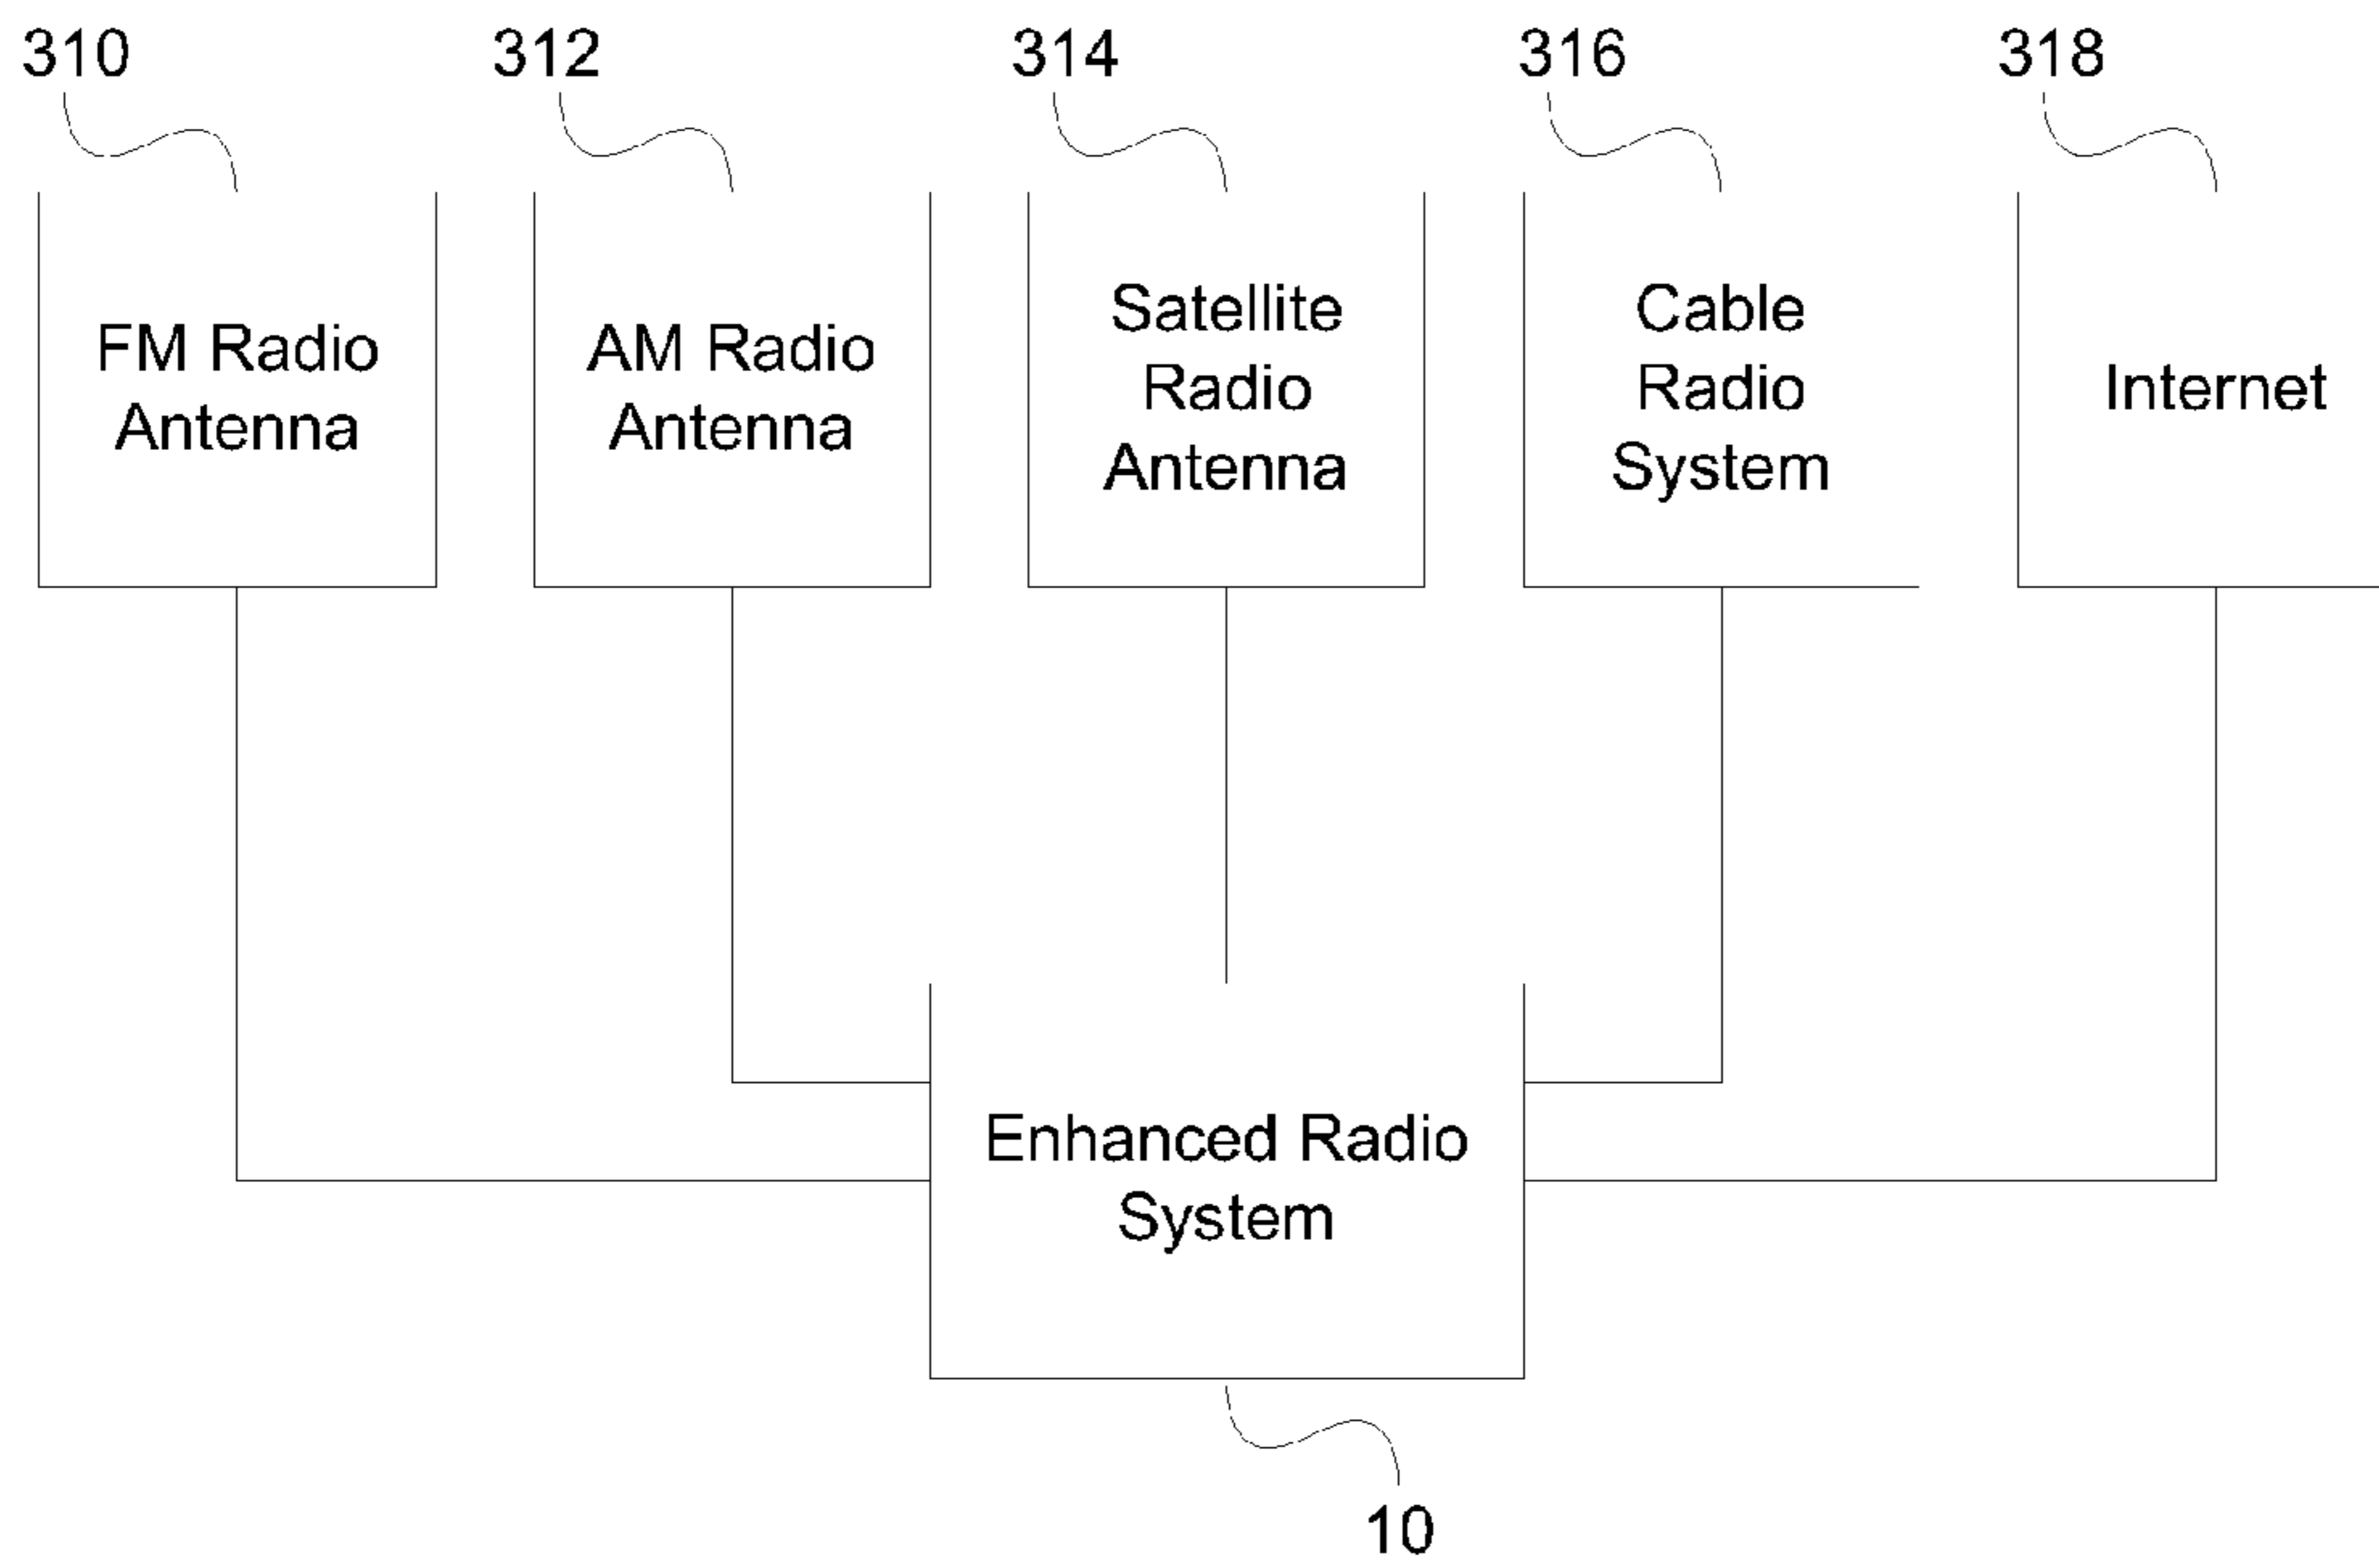 310
312
314
316
318
FM Radio
Antenna
AM Radio
Antenna
Satellite
Radio
Antenna
Cable
Radio
System
Internet
Enhanced Radio
System
10